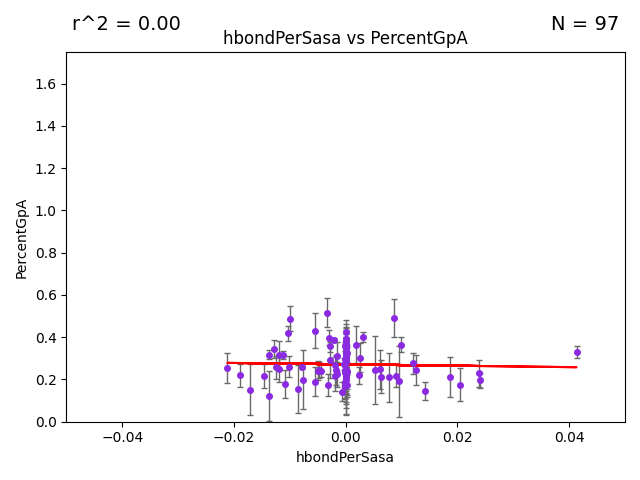 r^2 = 0.00
N = 97
hbondPerSasa vs PercentGpA
1.6
1.4
1.2
1.0
0.8
0.6
0.4
0.2
0.0
PercentGpA
−0.04
−0.02
0.00
0.02
0.04
hbondPerSasa